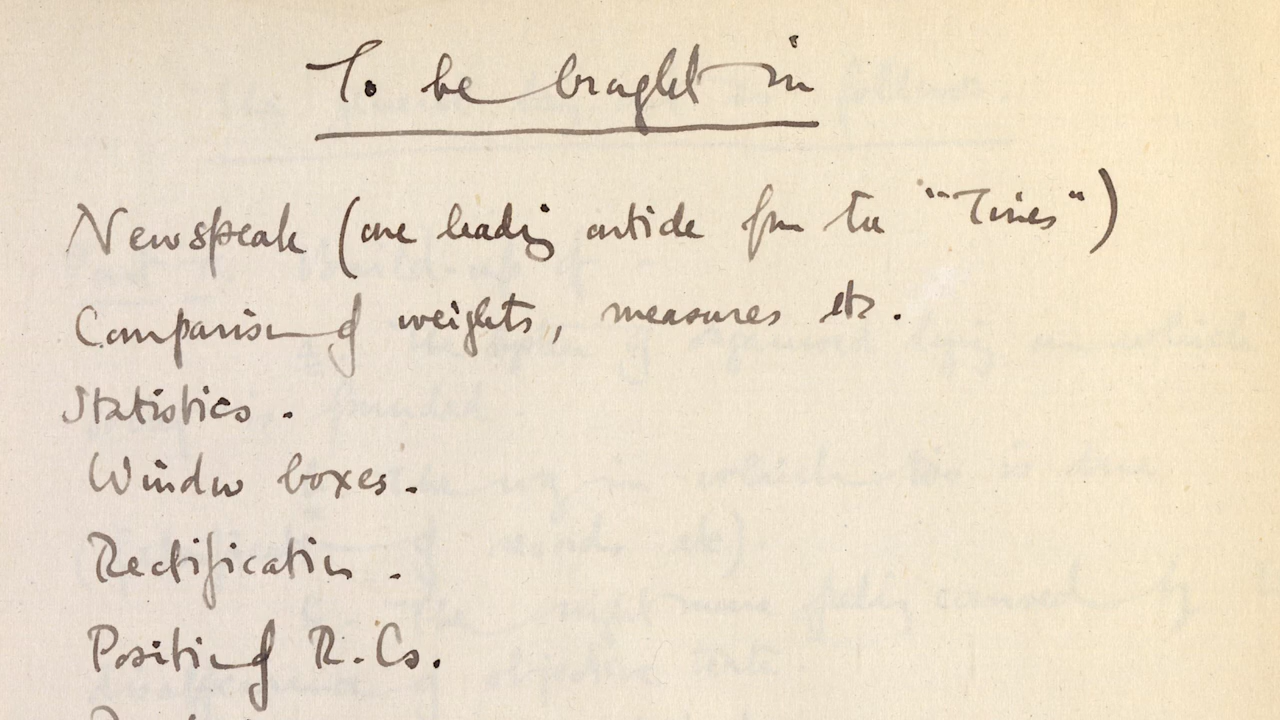 To be brought in
Newspeak (one leading article from the "Times")
Comparison of weights,, measures etc.
Statistics.
Window boxes.
Rectification.
Position of R.Cs.